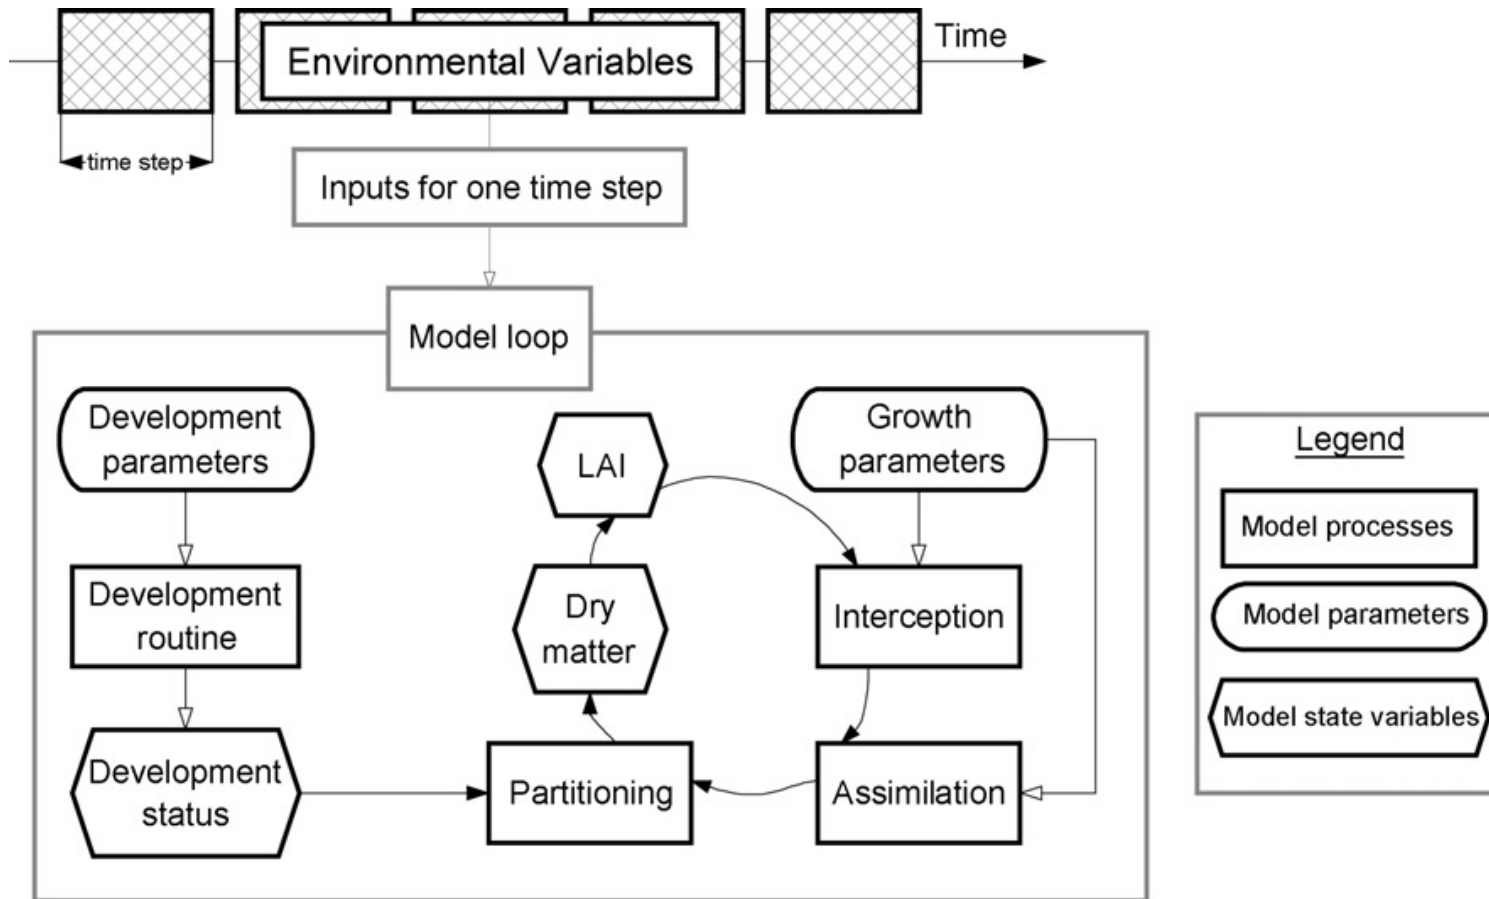 Time
Environmental Variables
time step
Inputs for one time step
Model loop
Development
parameters
LAI
Growth
parameters
Development
routine
Dry
matter
Interception
Development
status
Partitioning
Assimilation
Legend
Model processes
Model parameters
Model state variables